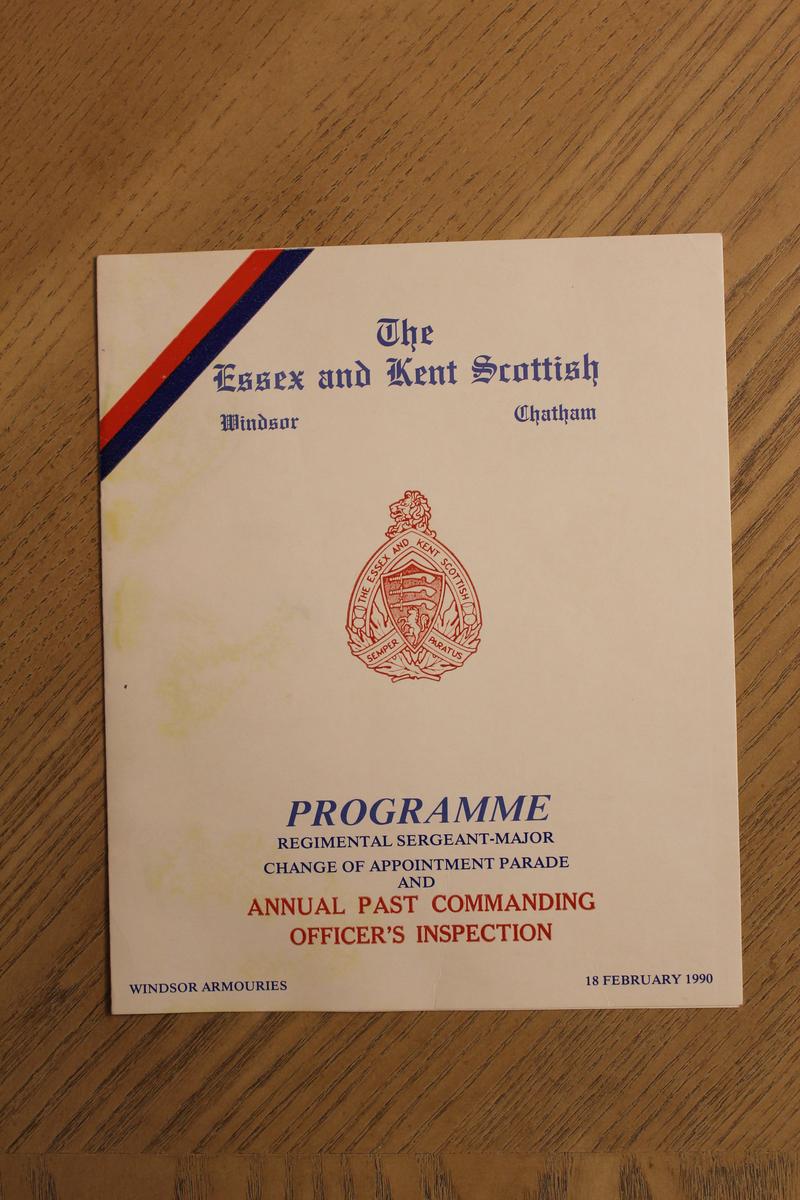 The
Essex and Kent Scottish
Windsor
Chatham
THE ESSEX AND KENT SCOTTISH
SEMPER PARATUS
PROGRAMME
REGIMENTAL SERGEANT-MAJOR
CHANGE OF APPOINTMENT PARADE
AND
ANNUAL PAST COMMANDING
OFFICER'S INSPECTION
WINDSOR ARMOURIES
18 FEBRUARY 1990